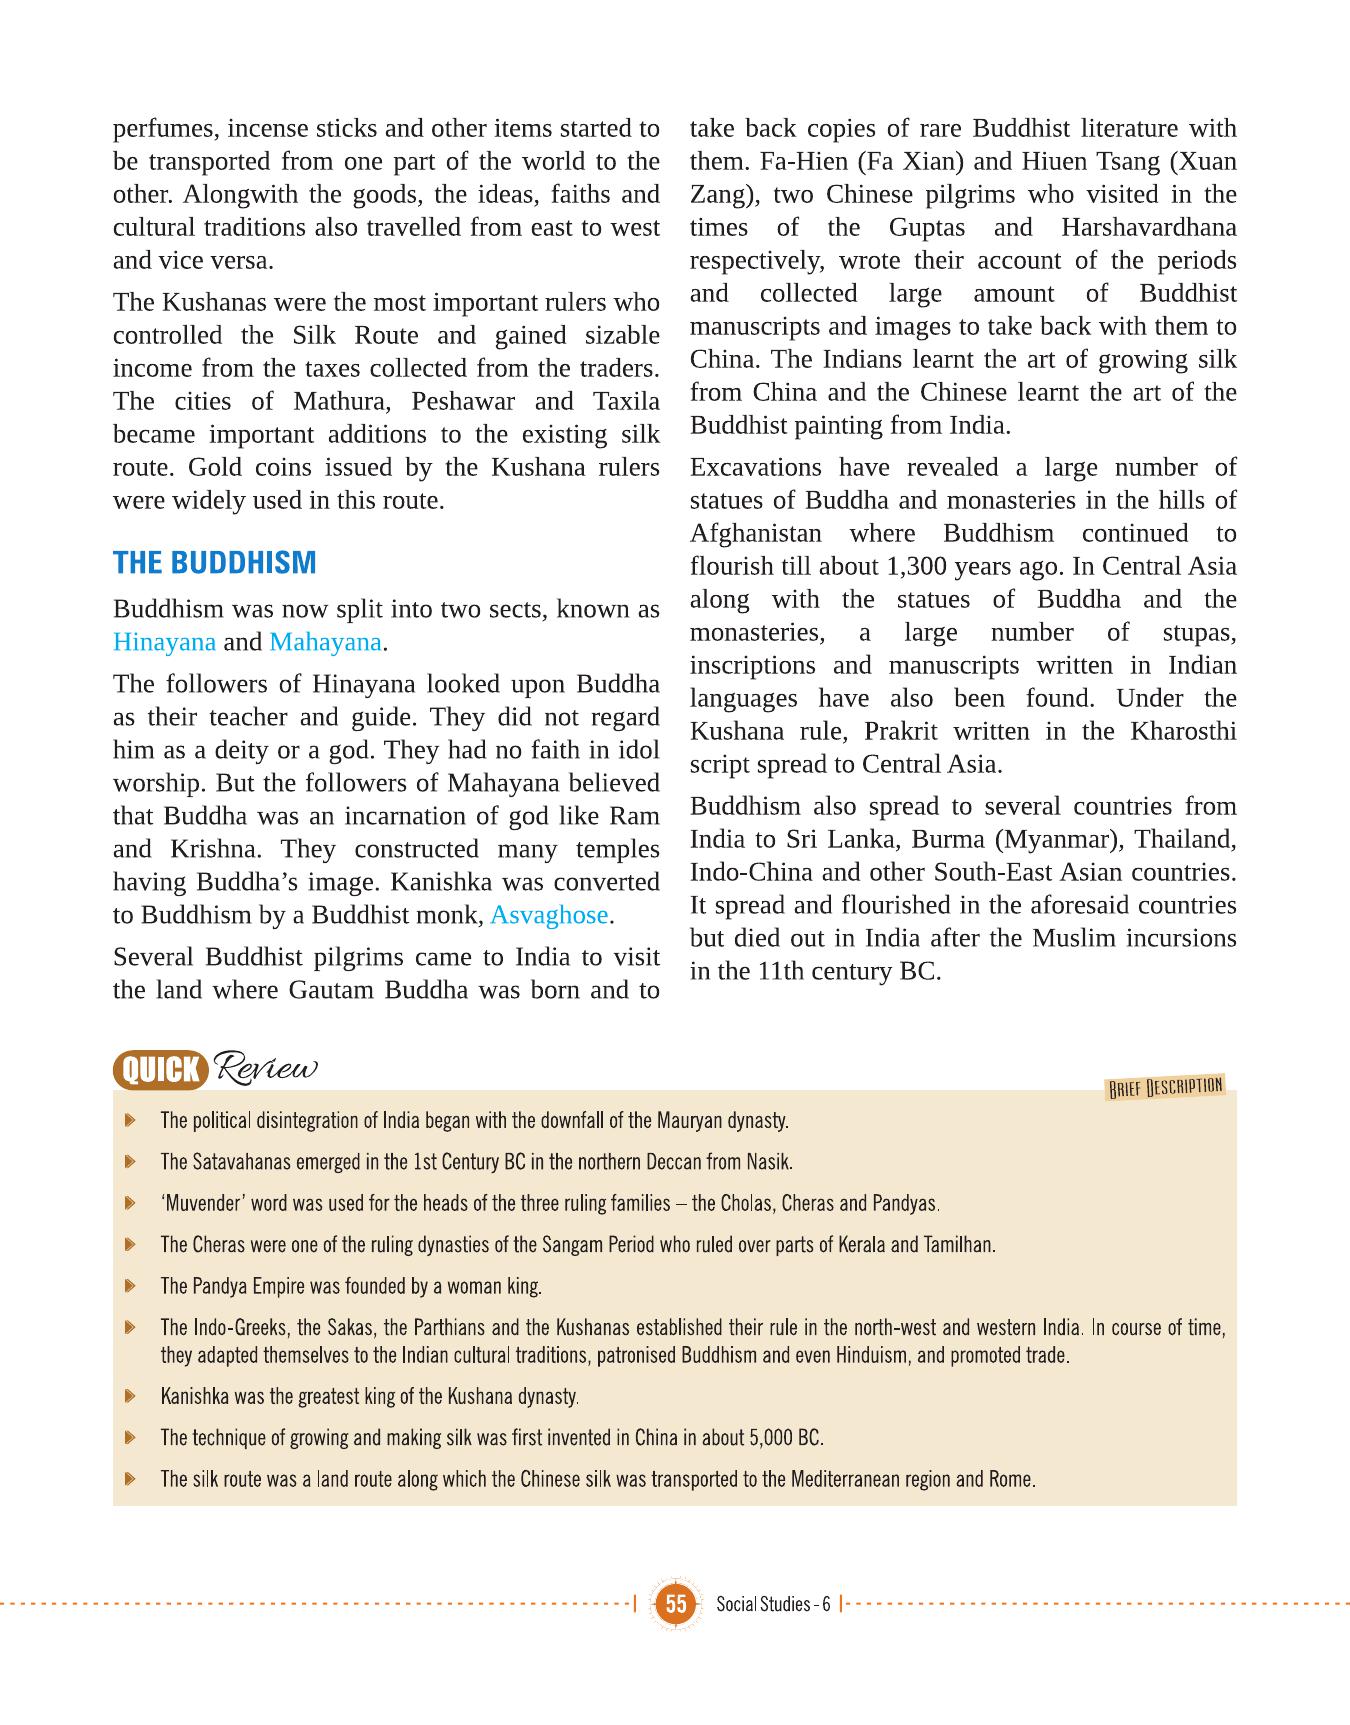 perfumes, incense sticks and other items started to
be transported from one part of the world to the
other. Alongwith the goods, the ideas, faiths and
cultural traditions also travelled from east to west
and vice versa.
The Kushanas were the most important rulers who
controlled the Silk Route and gained sizable
income from the taxes collected from the traders.
The cities of Mathura, Peshawar and Taxila
became important additions to the existing silk
route. Gold coins issued by the Kushana rulers
were widely used in this route.
THE BUDDHISM
Buddhism was now split into two sects, known as
Hinayana and Mahayana.
The followers of Hinayana looked upon Buddha
as their teacher and guide. They did not regard
him as a deity or a god. They had no faith in idol
worship. But the followers of Mahayana believed
that Buddha was an incarnation of god like Ram
and Krishna. They constructed many temples
having Buddha’s image. Kanishka was converted
to Buddhism by a Buddhist monk, Asvaghose.
Several Buddhist pilgrims came to India to visit
the land where Gautam Buddha was born and to
take back copies of rare Buddhist literature with
them. Fa-Hien (Fa Xian) and Hiuen Tsang (Xuan
Zang), two Chinese pilgrims who visited in the
times of the Guptas and Harshavardhana
respectively, wrote their account of the periods
and collected large amount of Buddhist
manuscripts and images to take back with them to
China. The Indians learnt the art of growing silk
from China and the Chinese learnt the art of the
Buddhist painting from India.
Excavations have revealed a large number of
statues of Buddha and monasteries in the hills of
Afghanistan where Buddhism continued to
flourish till about 1,300 years ago. In Central Asia
along with the statues of Buddha and the
monasteries, a large number of stupas,
inscriptions and manuscripts written in Indian
languages have also been found. Under the
Kushana rule, Prakrit written in the Kharosthi
script spread to Central Asia.
Buddhism also spread to several countries from
India to Sri Lanka, Burma (Myanmar), Thailand,
Indo-China and other South-East Asian countries.
It spread and flourished in the aforesaid countries
but died out in India after the Muslim incursions
in the 11th century BC.
QUICK Review
BRIEF DESCRIPTION
The political disintegration of India began with the downfall of the Mauryan dynasty.
The Satavahanas emerged in the 1st Century BC in the northern Deccan from Nasik.
‘Muvender’ word was used for the heads of the three ruling families – the Cholas, Cheras and Pandyas.
The Cheras were one of the ruling dynasties of the Sangam Period who ruled over parts of Kerala and Tamilhan.
The Pandya Empire was founded by a woman king.
The Indo-Greeks, the Sakas, the Parthians and the Kushanas established their rule in the north-west and western India. In course of time,
they adapted themselves to the Indian cultural traditions, patronised Buddhism and even Hinduism, and promoted trade.
Kanishka was the greatest king of the Kushana dynasty.
The technique of growing and making silk was first invented in China in about 5,000 BC.
The silk route was a land route along which the Chinese silk was transported to the Mediterranean region and Rome.
55 Social Studies - 6